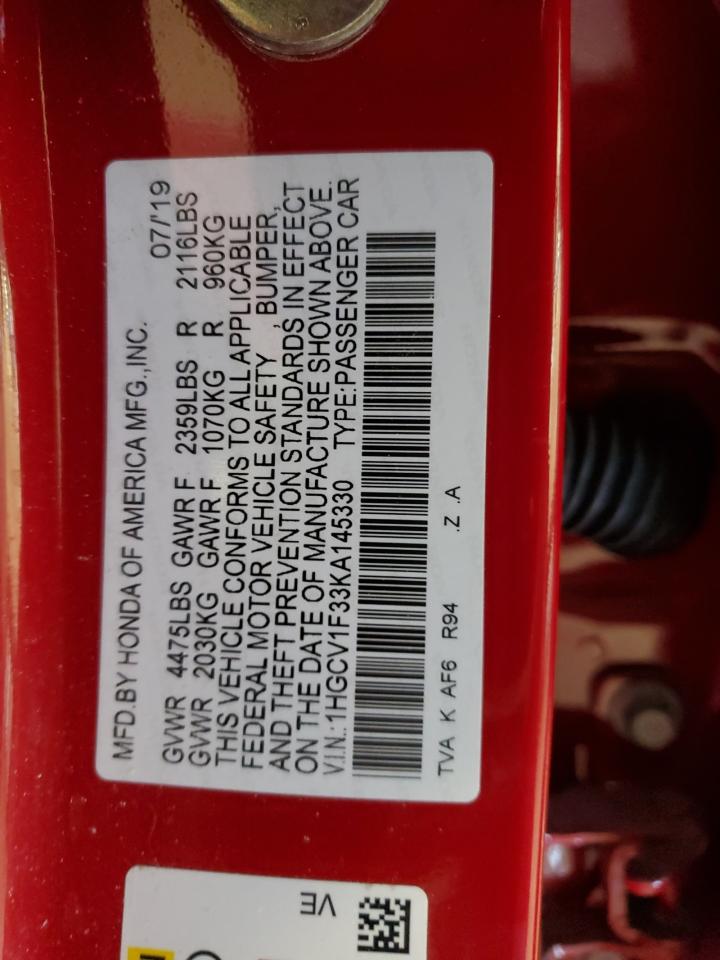 MFD.BY HONDA OF AMERICA MFG.,INC. 07/'19
GVWR 4475LBS GAWR F 2359LBS R 2116LBS
GVWR 2030KG GAWR F 1070KG R 960KG
THIS VEHICLE CONFORMS TO ALL APPLICABLE
FEDERAL MOTOR VEHICLE SAFETY , BUMPER,
AND THEFT PREVENTION STANDARDS IN EFFECT
ON THE DATE OF MANUFACTURE SHOWN ABOVE.
V.I.N.:1HGCV1F33KA145330 TYPE:PASSENGER CAR
TVA K AF6 R94 .Z .A
VE